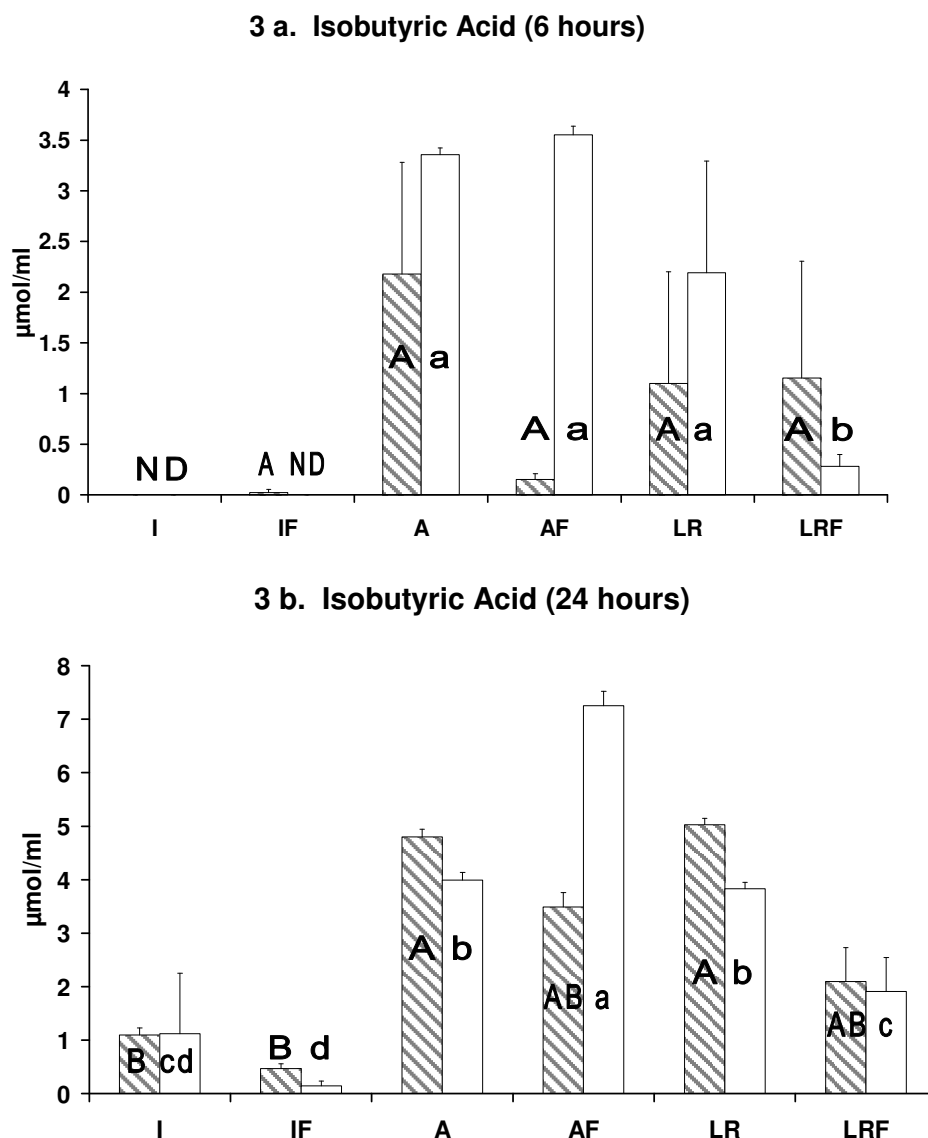 3 a. Isobutyric Acid (6 hours)
4
3.5
3
2.5
2
1.5
1
0.5
0
µmol/ml
ND
A ND
A a
A a
A a
A b
I IF A AF LR LRF
3 b. Isobutyric Acid (24 hours)
8
7
6
5
4
3
2
1
0
µmol/ml
B cd
B d
A b
AB a
A b
AB c
I IF A AF LR LRF